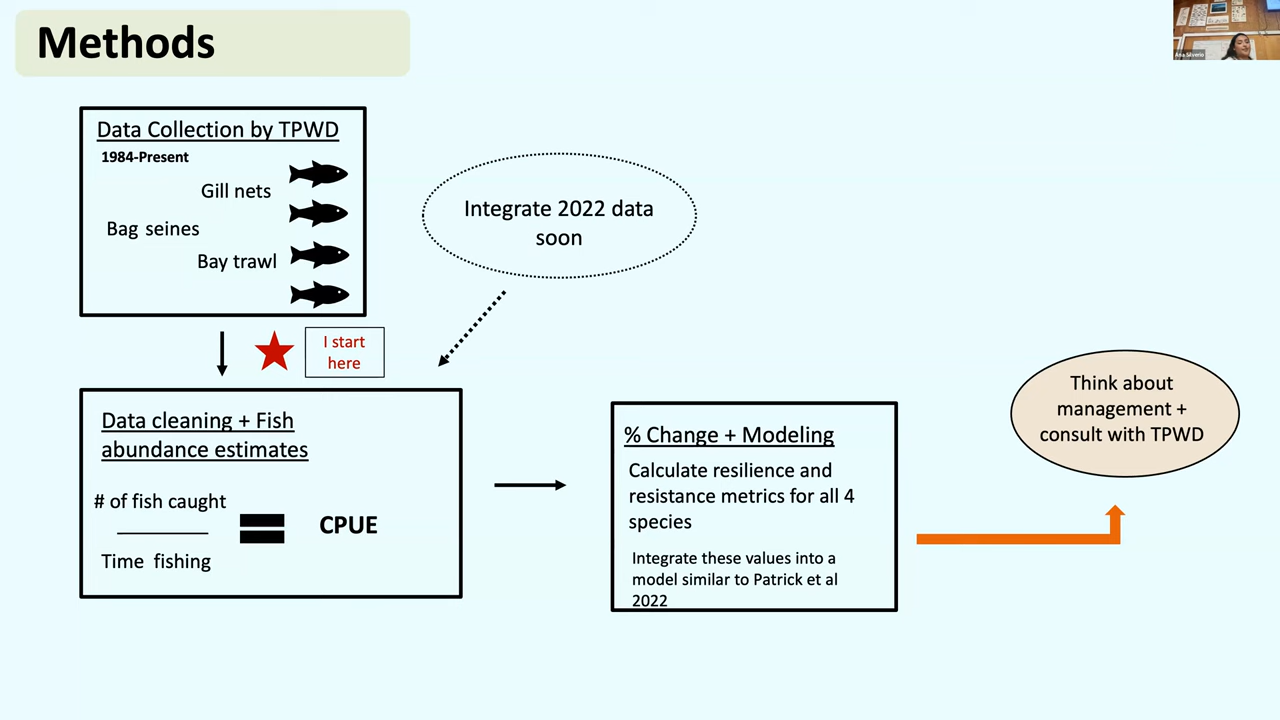 Methods
Ana Silverio
Data Collection by TPWD
1984-Present
Gill nets
Bag seines
Bay trawl
Integrate 2022 data
soon
I start
here
Data cleaning + Fish
abundance estimates
# of fish caught
Time fishing
CPUE
% Change + Modeling
Calculate resilience and
resistance metrics for all 4
species
Integrate these values into a
model similar to Patrick et al
2022
Think about
management +
consult with TPWD